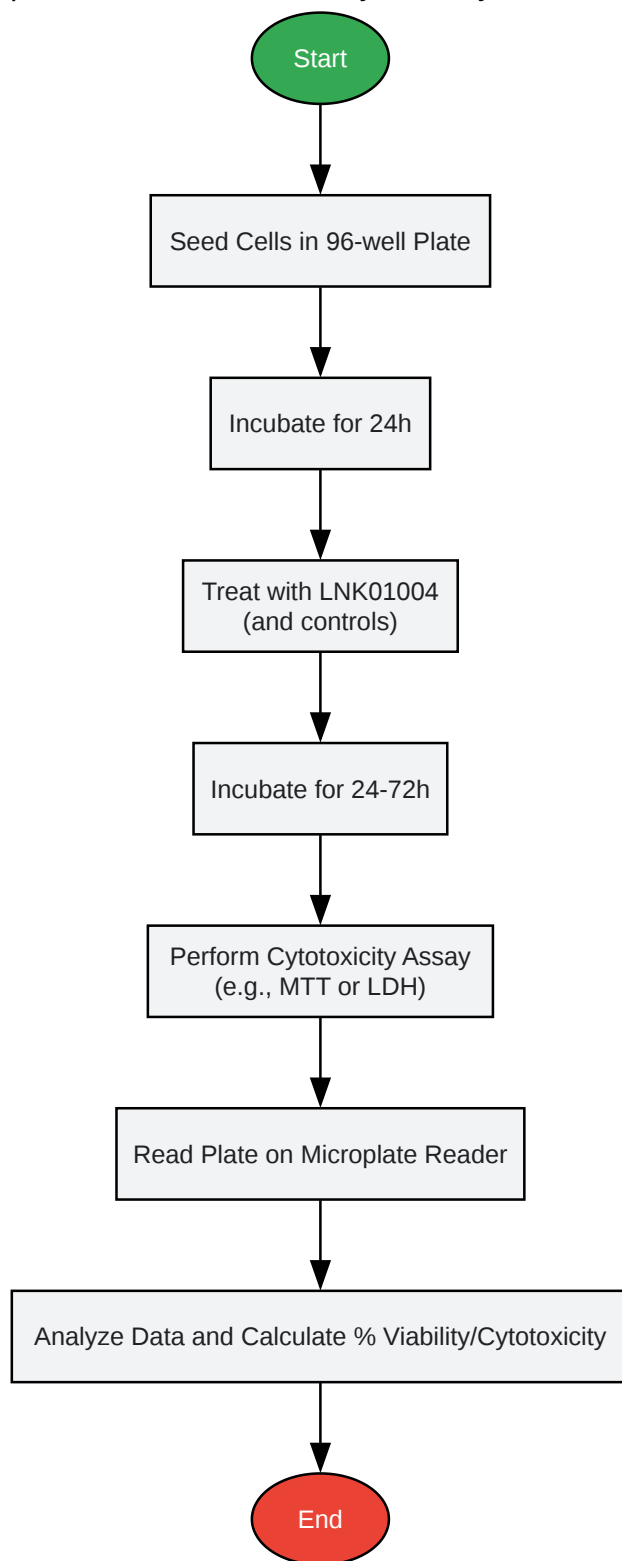 Start
Seed Cells in 96-well Plate
Incubate for 24h
Treat with LNK01004
(and controls)
Incubate for 24-72h
Perform Cytotoxicity Assay
(e.g., MTT or LDH)
Read Plate on Microplate Reader
Analyze Data and Calculate % Viability/Cytotoxicity
End